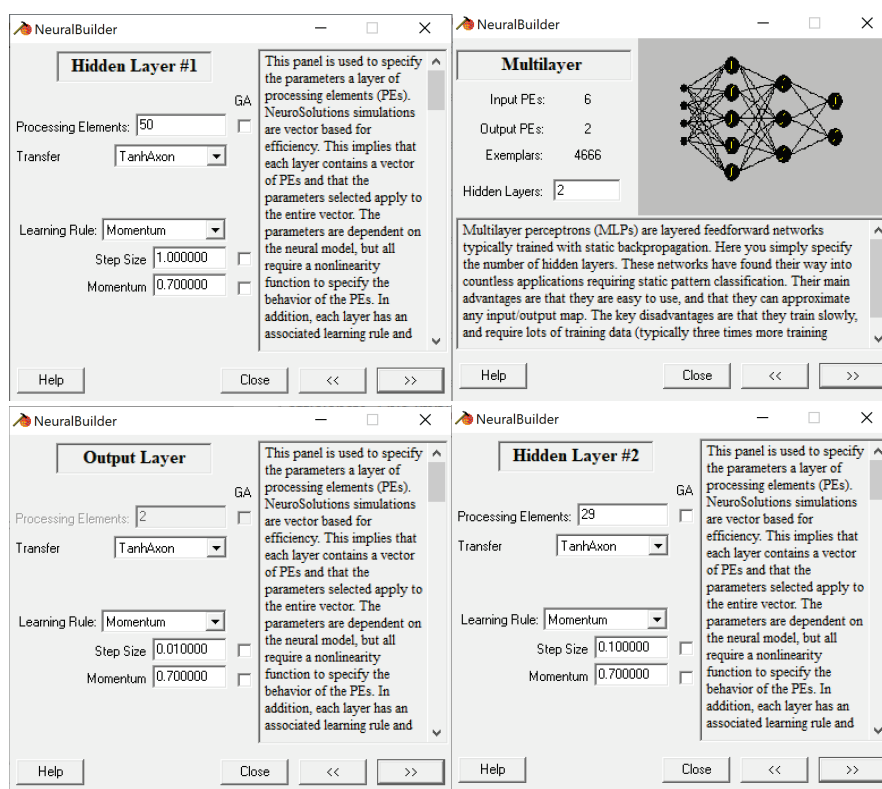 NeuralBuilder
Hidden Layer #1
GA
Processing Elements: 50
Transfer TanhAxon
Learning Rule: Momentum
Step Size 1.000000
Momentum 0.700000
This panel is used to specify
the parameters a layer of
processing elements (PEs).
NeuroSolutions simulations
are vector based for
efficiency. This implies that
each layer contains a vector
of PEs and that the
parameters selected apply to
the entire vector. The
parameters are dependent on
the neural model, but all
require a nonlinearity
function to specify the
behavior of the PEs. In
addition, each layer has an
associated learning rule and
Help Close << >>
NeuralBuilder
Multilayer
Input PEs: 6
Output PEs: 2
Exemplars: 4666
Hidden Layers: 2
Multilayer perceptrons (MLPs) are layered feedforward networks
typically trained with static backpropagation. Here you simply specify
the number of hidden layers. These networks have found their way into
countless applications requiring static pattern classification. Their main
advantages are that they are easy to use, and that they can approximate
any input/output map. The key disadvantages are that they train slowly,
and require lots of training data (typically three times more training
Help Close << >>
NeuralBuilder
Output Layer
GA
Processing Elements: 2
Transfer TanhAxon
Learning Rule: Momentum
Step Size 0.010000
Momentum 0.700000
This panel is used to specify
the parameters a layer of
processing elements (PEs).
NeuroSolutions simulations
are vector based for
efficiency. This implies that
each layer contains a vector
of PEs and that the
parameters selected apply to
the entire vector. The
parameters are dependent on
the neural model, but all
require a nonlinearity
function to specify the
behavior of the PEs. In
addition, each layer has an
associated learning rule and
Help Close << >>
NeuralBuilder
Hidden Layer #2
GA
Processing Elements: 29
Transfer TanhAxon
Learning Rule: Momentum
Step Size 0.100000
Momentum 0.700000
This panel is used to specify
the parameters a layer of
processing elements (PEs).
NeuroSolutions simulations
are vector based for
efficiency. This implies that
each layer contains a vector
of PEs and that the
parameters selected apply to
the entire vector. The
parameters are dependent on
the neural model, but all
require a nonlinearity
function to specify the
behavior of the PEs. In
addition, each layer has an
associated learning rule and
Help Close << >>